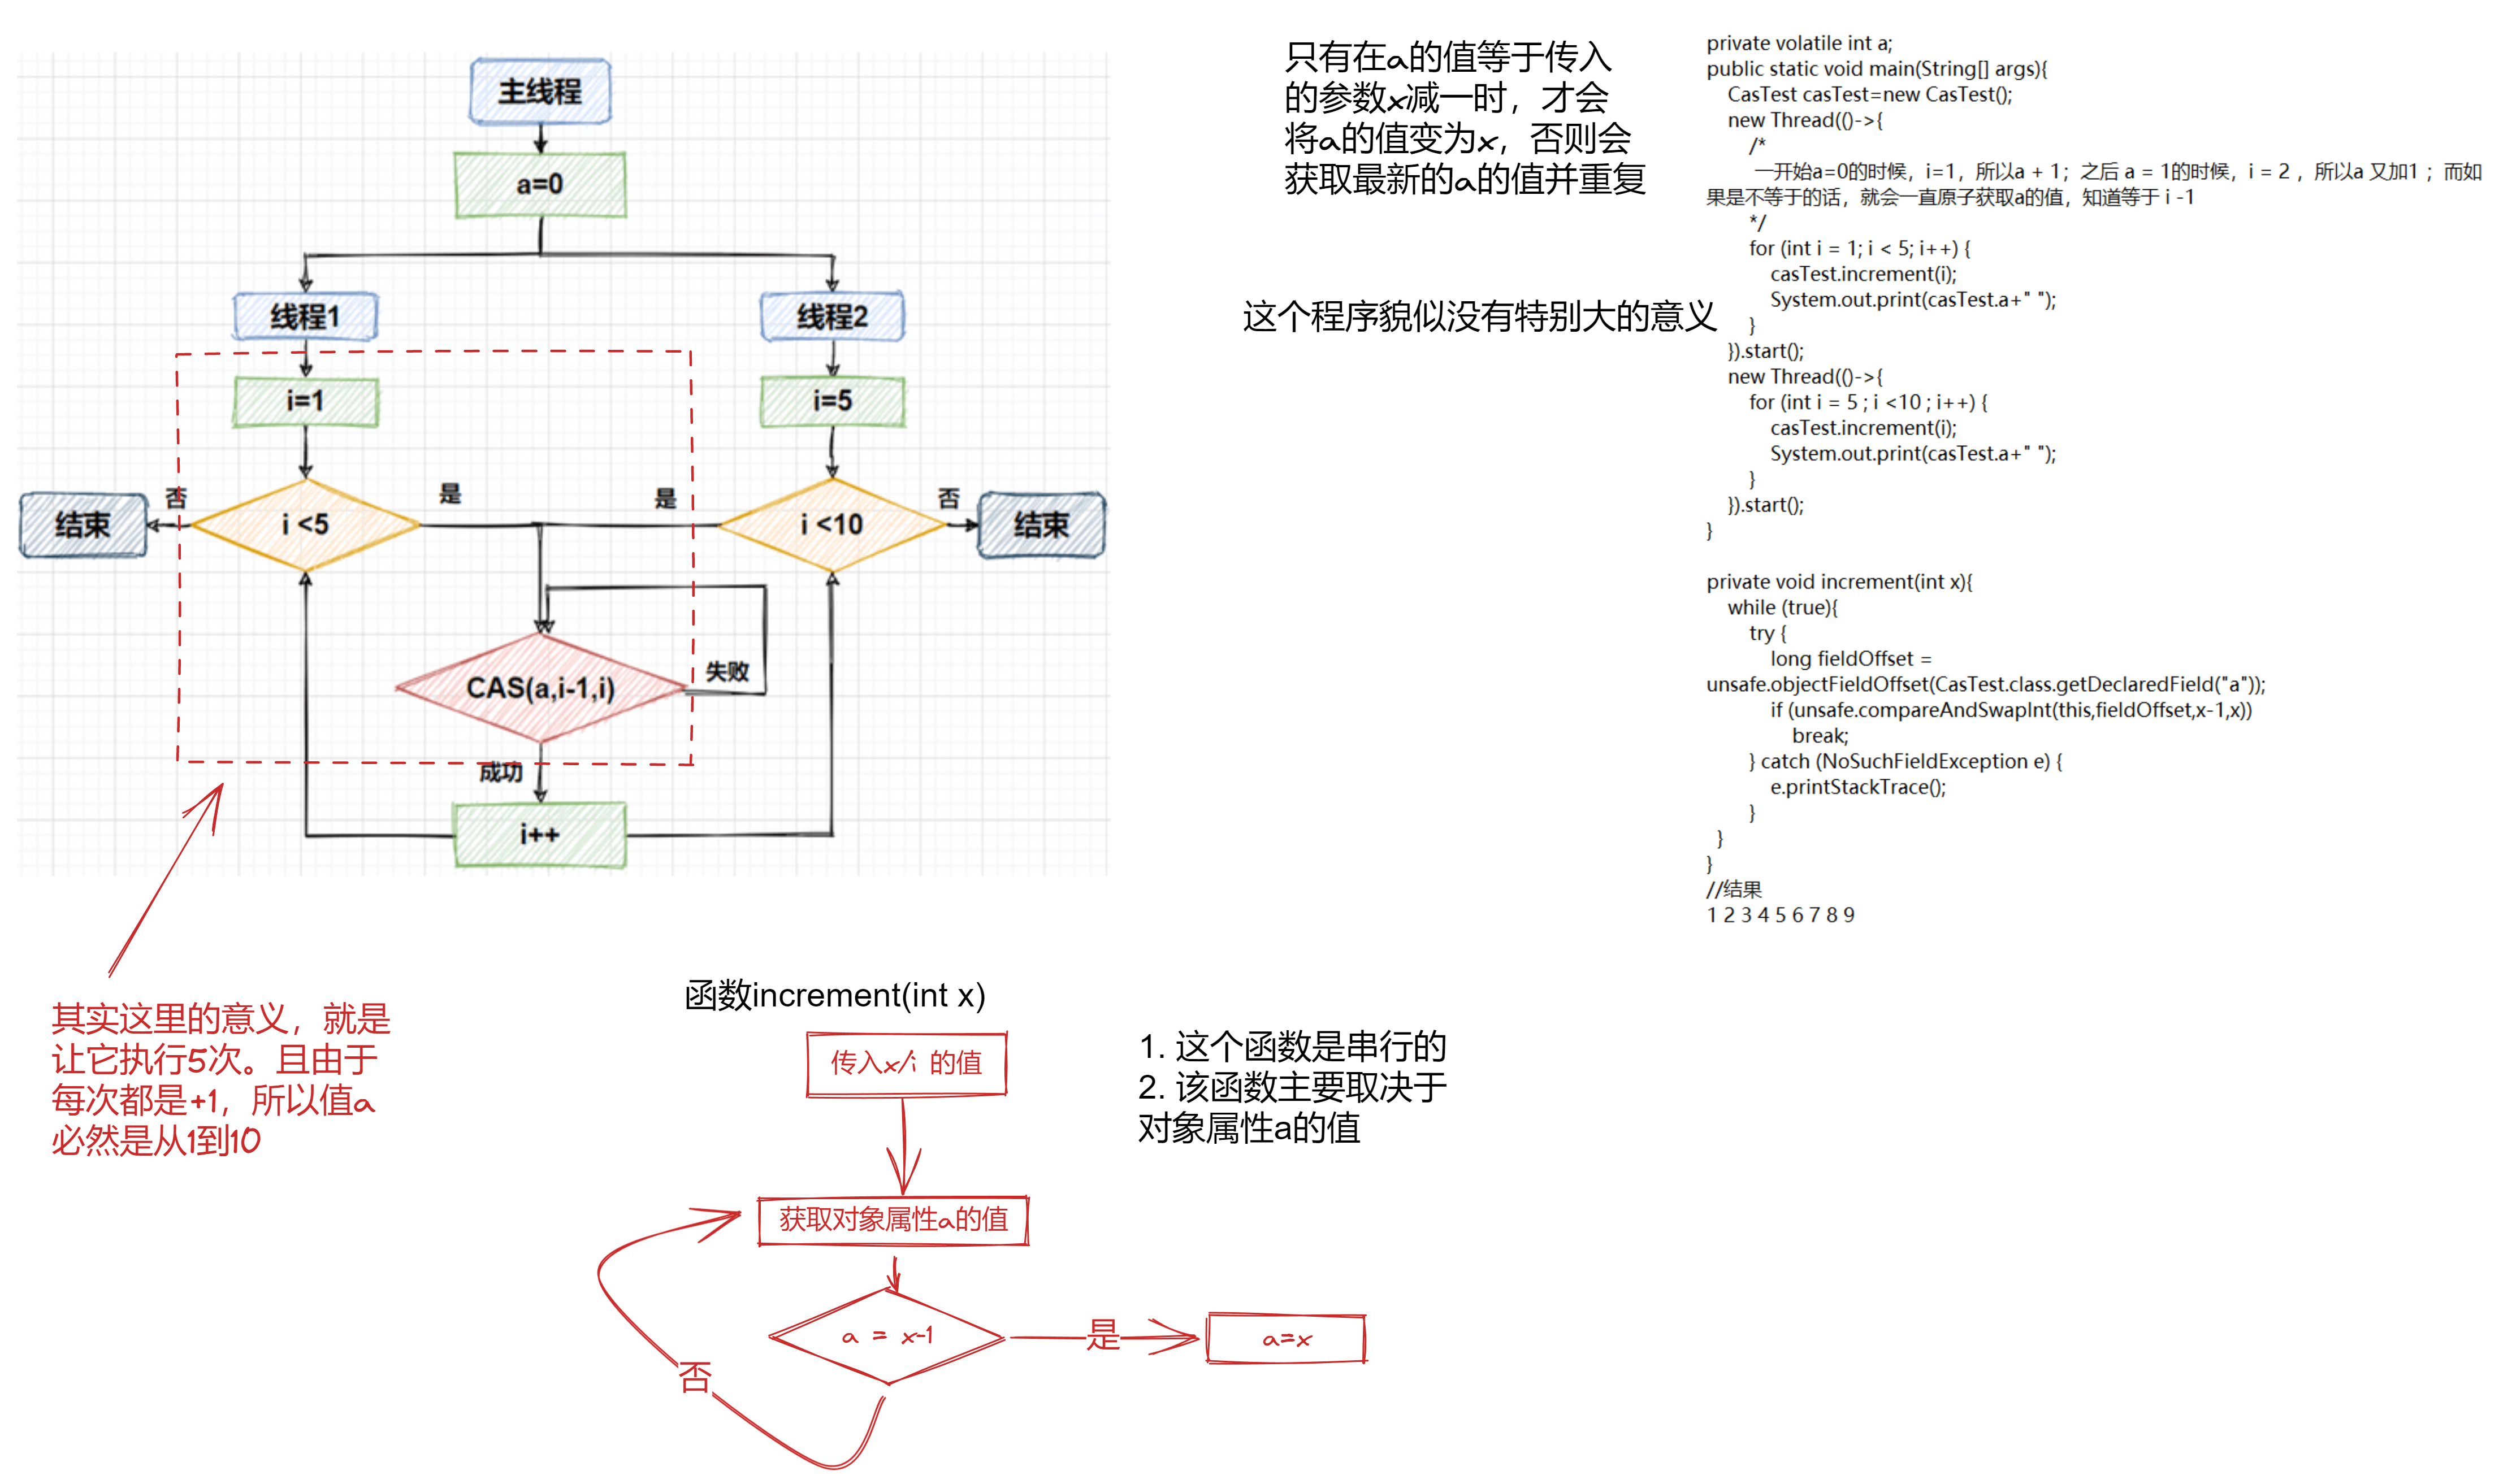 主线程
a=0
线程1
线程2
i=1
i=5
否
是
是
否
结束
i <5
i <10
结束
CAS(a,i-1,i)
失败
成功
i++
其实这里的意义，就是
让它执行5次。且由于
每次都是+1，所以值a
必然是从1到10
只有在a的值等于传入
的参数x减一时，才会
将a的值变为x，否则会
获取最新的a的值并重复
这个程序貌似没有特别大的意义
private volatile int a;
public static void main(String[] args){
CasTest casTest=new CasTest();
new Thread(()->{
/*
一开始a=0的时候，i=1，所以a + 1；之后 a = 1的时候，i = 2 ，所以a 又加1 ；而如
果是不等于的话，就会一直原子获取a的值，知道等于 i -1
*/
for (int i = 1; i < 5; i++) {
casTest.increment(i);
System.out.print(casTest.a+" ");
}
}).start();
new Thread(()->{
for (int i = 5 ; i <10 ; i++) {
casTest.increment(i);
System.out.print(casTest.a+" ");
}
}).start();
}
private void increment(int x){
while (true){
try {
long fieldOffset =
unsafe.objectFieldOffset(CasTest.class.getDeclaredField("a"));
if (unsafe.compareAndSwapInt(this,fieldOffset,x-1,x))
break;
} catch (NoSuchFieldException e) {
e.printStackTrace();
}
}
}
//结果
1 2 3 4 5 6 7 8 9
函数increment(int x)
传入x/i 的值
获取对象属性a的值
a = x-1
是
a=x
否
1. 这个函数是串行的
2. 该函数主要取决于
对象属性a的值